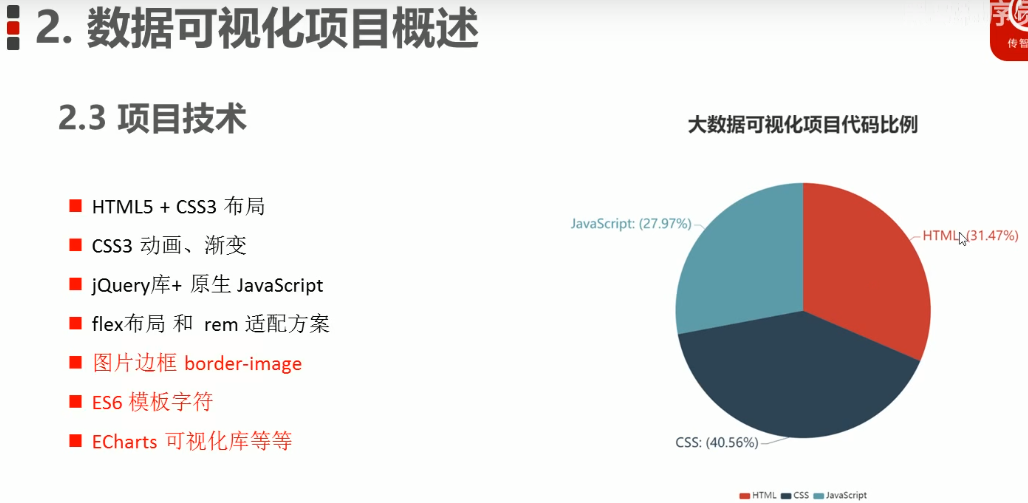 2. 数据可视化项目概述
传智
2.3 项目技术
HTML5 + CSS3 布局
CSS3 动画、渐变
jQuery库+ 原生 JavaScript
flex布局 和 rem 适配方案
图片边框 border-image
ES6 模板字符
ECharts 可视化库等等
大数据可视化项目代码比例
JavaScript: (27.97%)
HTML: (31.47%)
CSS: (40.56%)
HTML CSS JavaScript